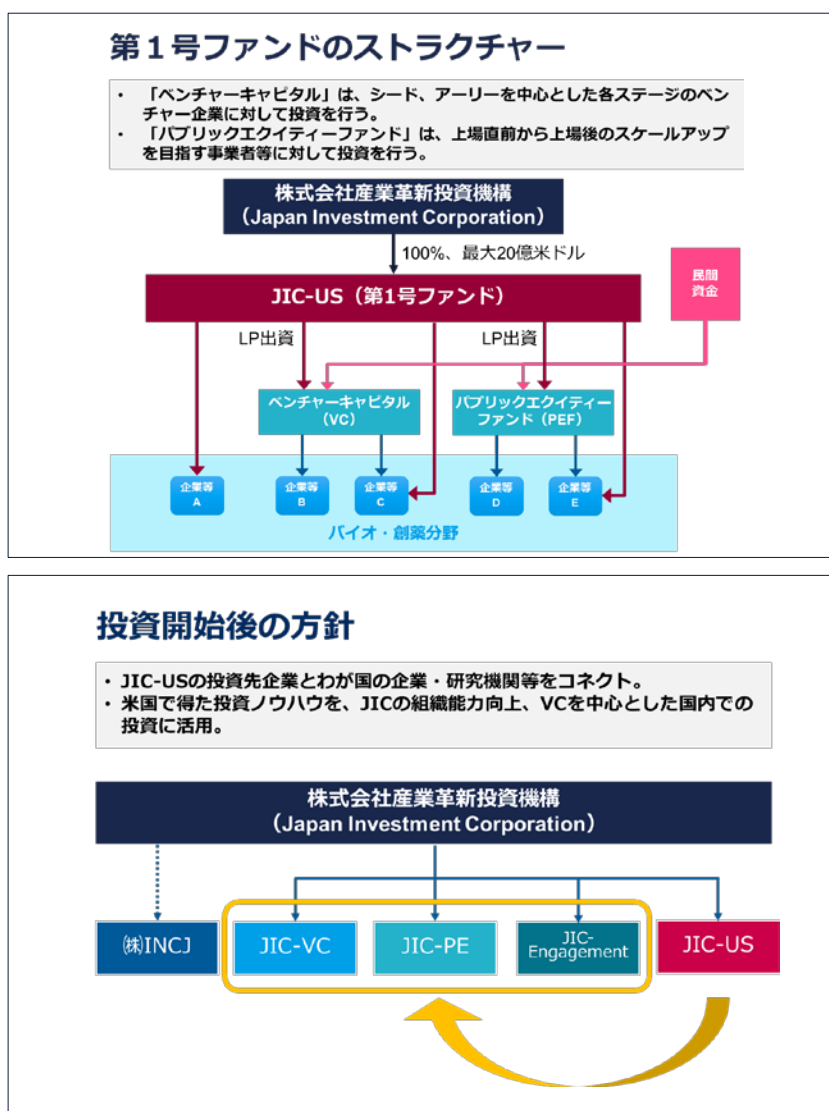 第１号ファンドのストラクチャー
・ 「ベンチャーキャピタル」は、シード、アーリーを中心とした各ステージのベン
チャー企業に対して投資を行う。
・ 「パブリックエクイティーファンド」は、上場直前から上場後のスケールアップ
を目指す事業者等に対して投資を行う。
株式会社産業革新投資機構
（Japan Investment Corporation）
100%、最大20億米ドル
民間
資金
JIC-US（第1号ファンド）
LP出資
LP出資
ベンチャーキャピタル
（VC）
パブリックエクイティー
ファンド（PEF）
企業等
A
企業等
B
企業等
C
企業等
D
企業等
E
バイオ・創薬分野
投資開始後の方針
・ JIC-USの投資先企業とわが国の企業・研究機関等をコネクト。
・ 米国で得た投資ノウハウを、JICの組織能力向上、VCを中心とした国内での
投資に活用。
株式会社産業革新投資機構
（Japan Investment Corporation）
㈱INCJ
JIC-VC
JIC-PE
JIC-
Engagement
JIC-US